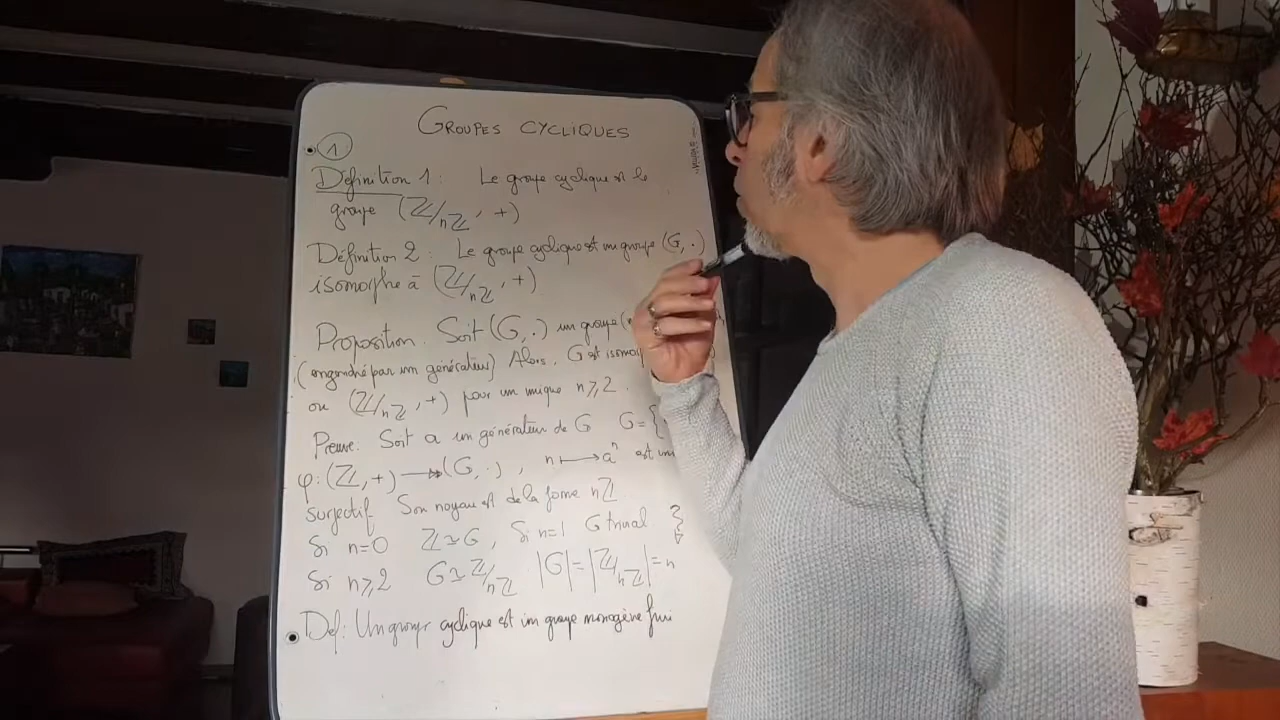 GROUPES CYCLIQUES
1
Définition 1 : Le groupe cyclique est le
groupe (ℤ/nℤ, +)
Définition 2 : Le groupe cyclique est un groupe (G, .)
isomorphe à (ℤ/nℤ, +)
Proposition. Soit (G, .) un groupe (
(engendré par un générateur) Alors, G est isomo
ou (ℤ/nℤ, +) pour un unique n⩾2.
Preuve. Soit a un générateur de G G = {
φ: (ℤ, +) ↠ (G, .), n ⟼ aⁿ est un
surjectif Son noyau est de la forme nℤ
Si n=0 ℤ≃G, Si n=1 G trivial
Si n⩾2 G≃ℤ/nℤ |G|=|ℤ/nℤ|=n
Def : Un groupe cyclique est un groupe monogène fini